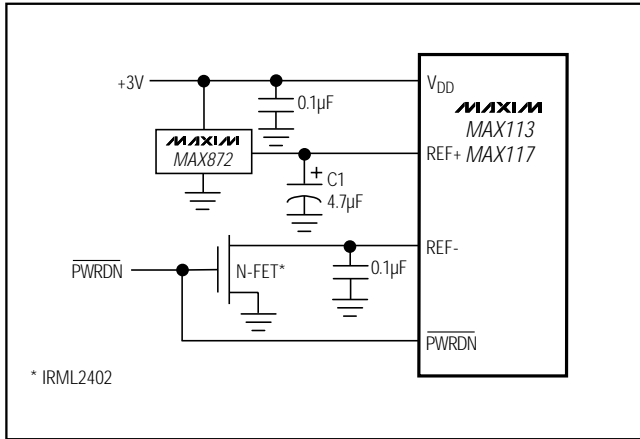 +3V
0.1µF
VDD
MAXIM
MAX113
MAX117
MAXIM
MAX872
REF+
+
C1
4.7µF
REF-
PWRDN
N-FET*
0.1µF
PWRDN
* IRML2402